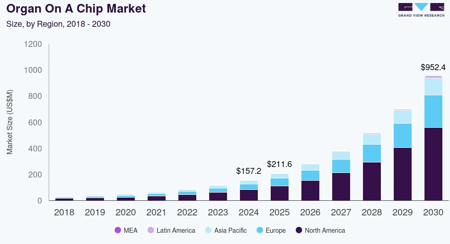 Organ On A Chip Market
Size, by Region, 2018 - 2030
GRAND VIEW RESEARCH
Market Size (US$M)
1200
1000
800
600
400
200
0
$157.2
$211.6
$952.4
2018 2019 2020 2021 2022 2023 2024 2025 2026 2027 2028 2029 2030
MEA Latin America Asia Pacific Europe North America